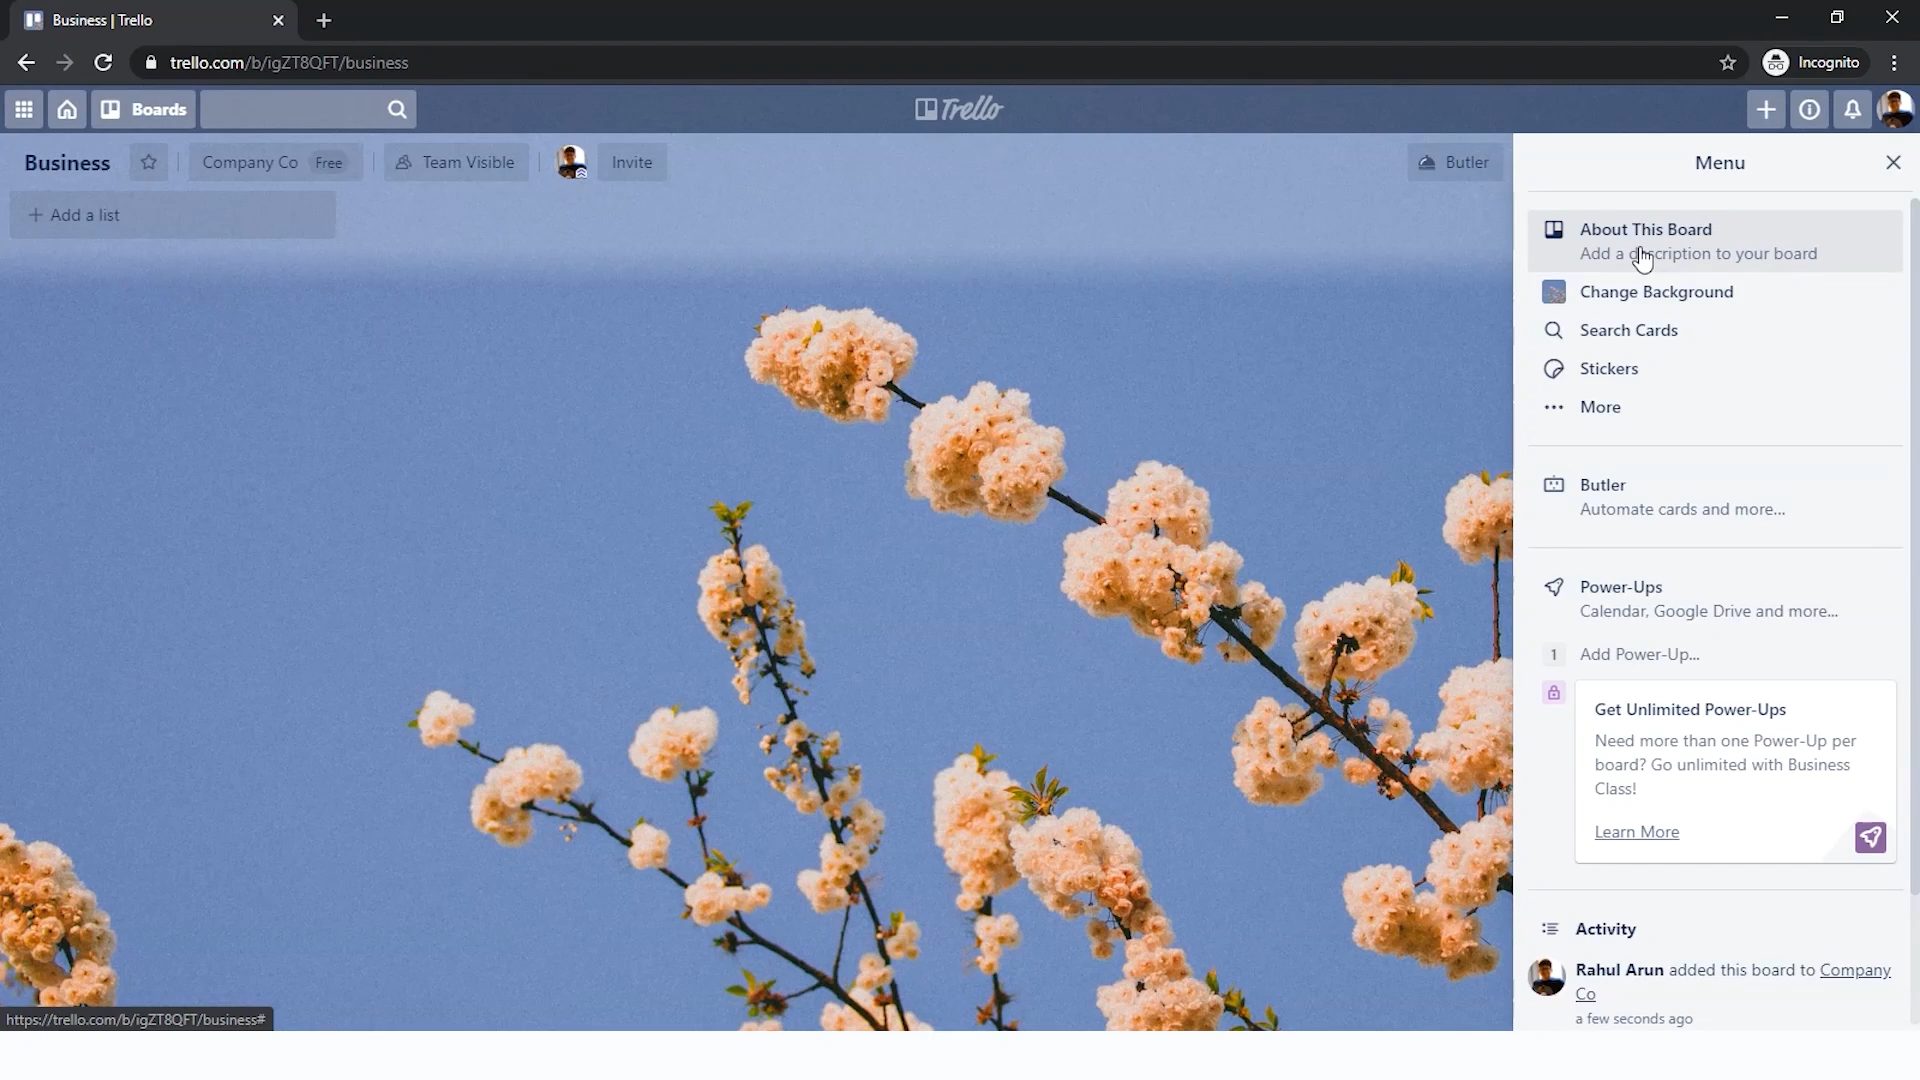 Business | Trello
trello.com/b/igZT8QFT/business
Incognito
Boards
Trello
Business
Company Co Free
Team Visible
Invite
Butler
+ Add a list
Menu
About This Board
Add a description to your board
Change Background
Search Cards
Stickers
More
Butler
Automate cards and more...
Power-Ups
Calendar, Google Drive and more...
1 Add Power-Up...
Get Unlimited Power-Ups
Need more than one Power-Up per
board? Go unlimited with Business
Class!
Learn More
Activity
Rahul Arun added this board to Company
Co
a few seconds ago
https://trello.com/b/igZT8QFT/business#